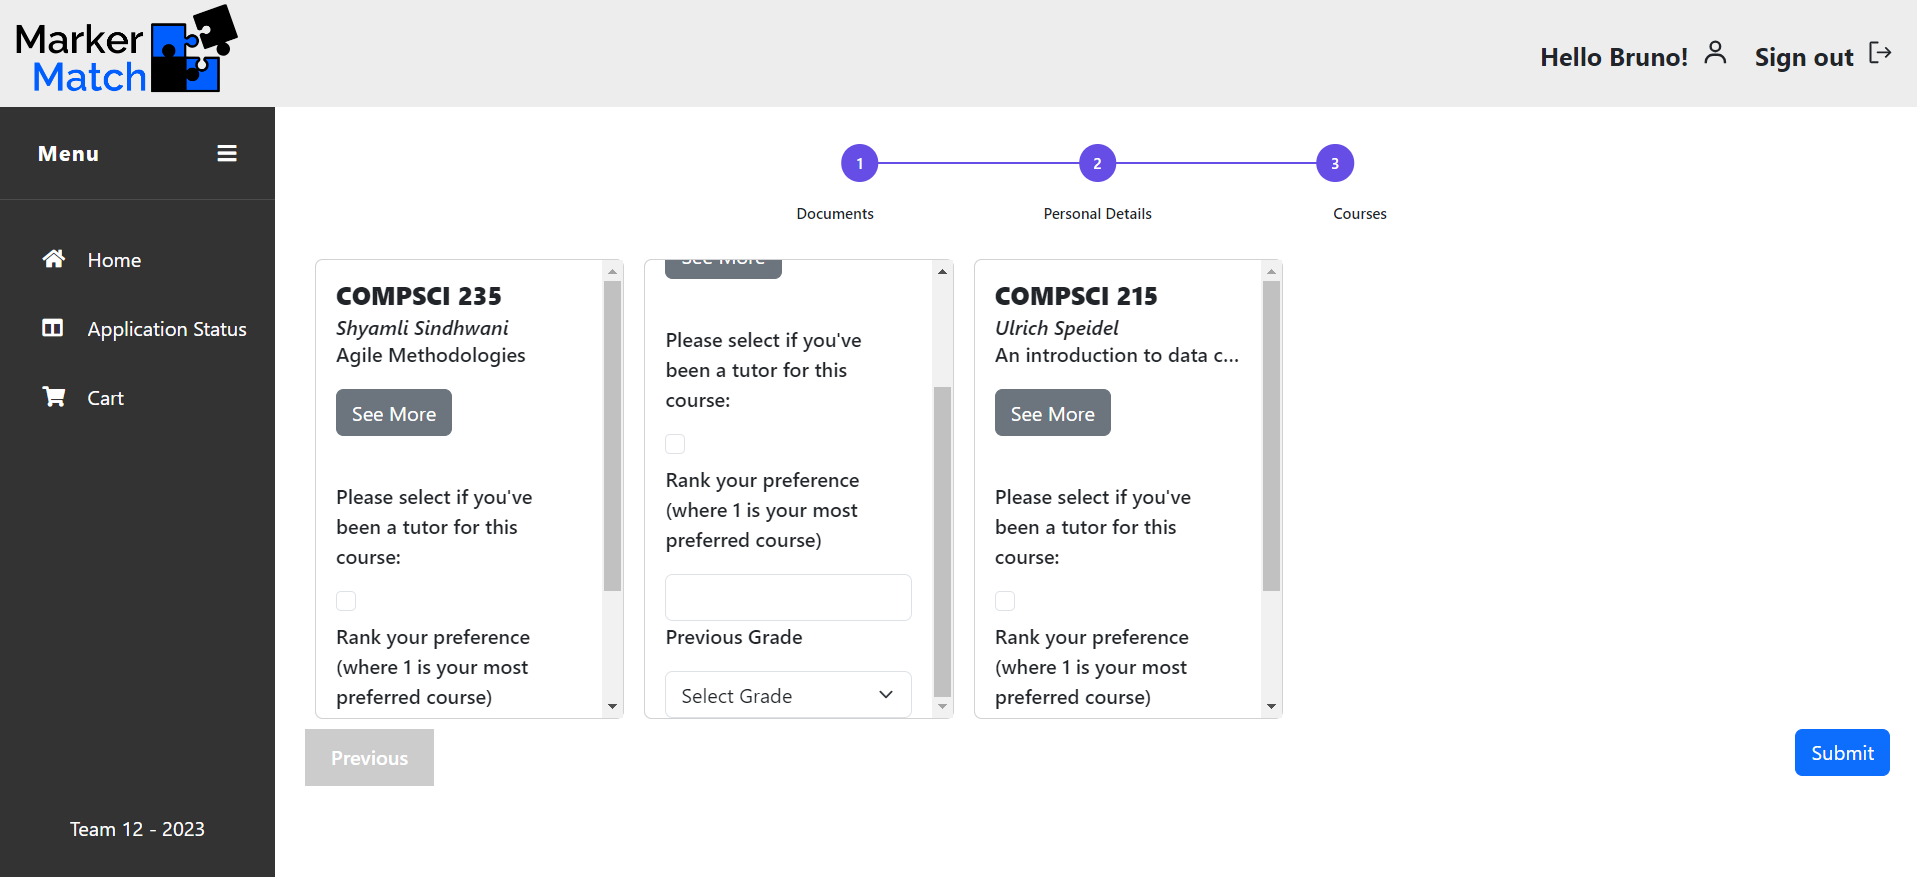 Marker
Match
Hello Bruno!
Sign out
Menu
Home
Application Status
Cart
Team 12 - 2023
1
2
3
Documents
Personal Details
Courses
COMPSCI 235
Shyamli Sindhwani
Agile Methodologies
See More
Please select if you've
been a tutor for this
course:
Rank your preference
(where 1 is your most
preferred course)
See More
Please select if you've
been a tutor for this
course:
Rank your preference
(where 1 is your most
preferred course)
Previous Grade
Select Grade
COMPSCI 215
Ulrich Speidel
An introduction to data c...
See More
Please select if you've
been a tutor for this
course:
Rank your preference
(where 1 is your most
preferred course)
Previous
Submit